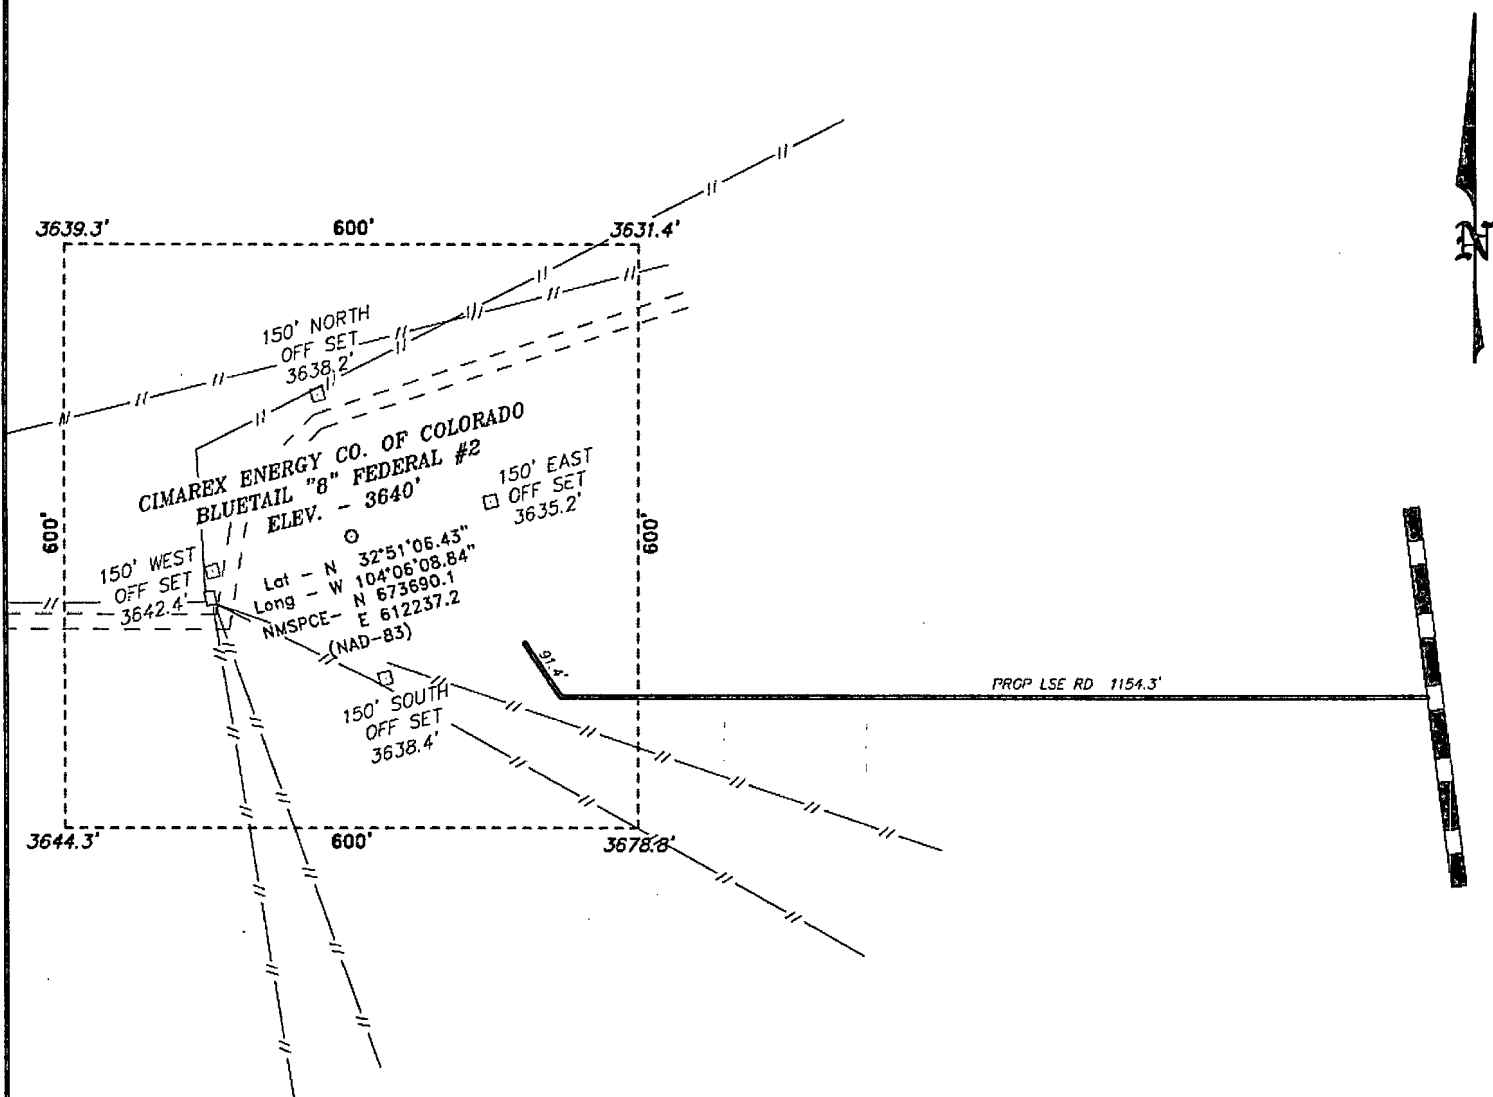 N
3639.3'
600'
3631.4'
150' NORTH
OFF SET
3638.2'
CIMAREX ENERGY CO. OF COLORADO
BLUETAIL "8" FEDERAL #2
ELEV. - 3640'
150' EAST
OFF SET
3635.2'
600'
600'
150' WEST
OFF SET
3642.4'
Lat - N 32°51'06.43"
Long - W 104°06'08.84"
NMSPCE- N 673690.1
E 612237.2
(NAD-83)
91.4'
PROP LSE RD 1154.3'
150' SOUTH
OFF SET
3638.4'
3644.3'
600'
3678.8'